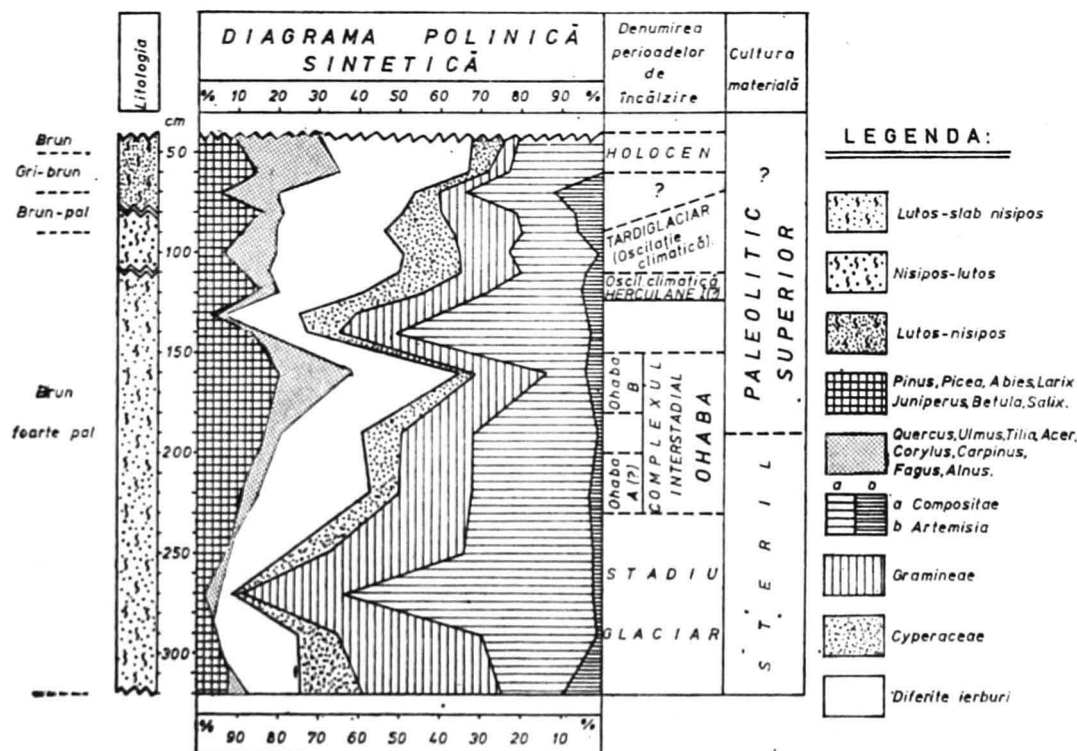 Litologia
DIAGRAMA POLINICĂ
SINTETICĂ
% 10 20 30 40 50 60 70 80 90 %
Denumirea
perioadelor
de
încălzire
Cultura
materială
cm
50
100
150
200
250
300
Brun
Gri-brun
Brun-pal
Brun
foarte pal
HOLOCEN
?
TARDIGLACIAR
(Oscilație
climatică).
Oscil climatică
HERCULANE I(?)
Ohaba
B
Ohaba
A(?)
COMPLEXUL
INTERSTADIAL
OHABA
STADIU
GLACIAR
?
PALEOLITIC
SUPERIOR
STERIL
% 90 80 70 60 50 40 30 20 10 %
LEGENDA:
Lutos-slab nisipos
Nisipos-lutos
Lutos-nisipos
Pinus, Picea, Abies, Larix
Juniperus, Betula, Salix.
Quercus, Ulmus, Tilia, Acer,
Corylus, Carpinus,
Fagus, Alnus.
a Compositae
b Artemisia
Gramineae
Cyperaceae
Diferite ierburi